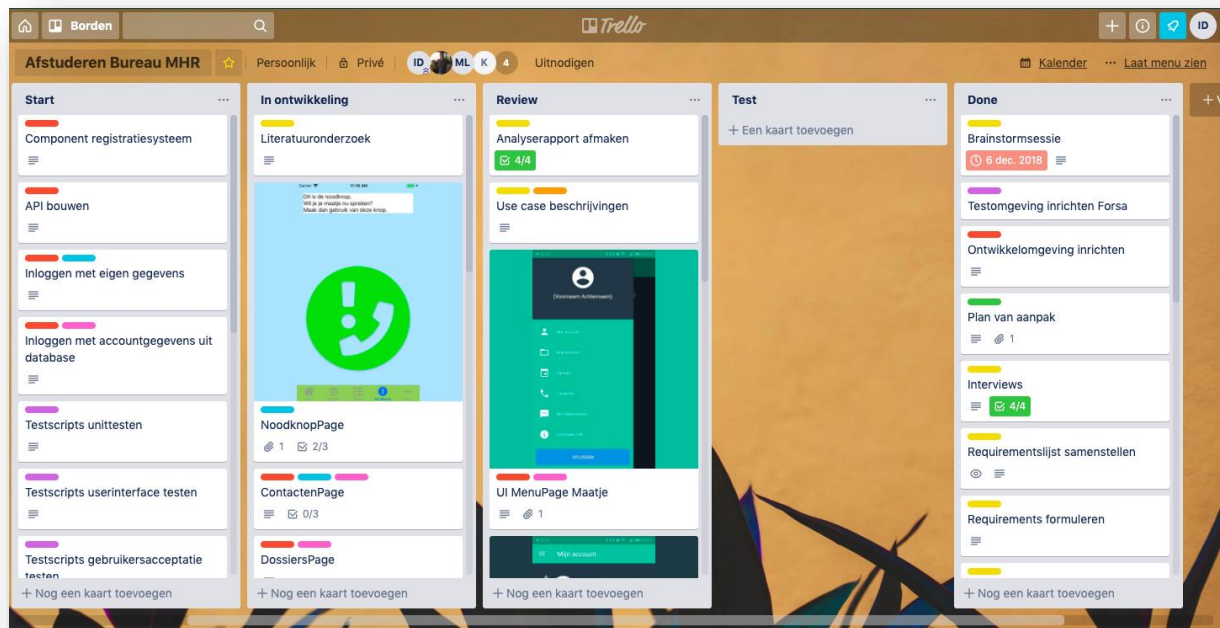 Borden
Trello
ID
Afstuderen Bureau MHR
Persoonlijk
Privé
ID
ML
K
4
Uitnodigen
Kalender
··· Laat menu zien
Start
Component registratiesysteem
API bouwen
Inloggen met eigen gegevens
Inloggen met accountgegevens uit
database
Testscripts unittesten
Testscripts userinterface testen
Testscripts gebruikersacceptatie
testen
+ Nog een kaart toevoegen
In ontwikkeling
Literatuuronderzoek
Dit is de noodknop.
Wil je je maatje nu spreken?
Maak dan gebruik van deze knop.
NoodknopPage
1
2/3
ContactenPage
0/3
DossiersPage
+ Nog een kaart toevoegen
Review
Analyserapport afmaken
4/4
Use case beschrijvingen
(Voornaam Achternaam)
UITLOGGEN
UI MenuPage Maatje
1
Mijn account
+ Nog een kaart toevoegen
Test
+ Een kaart toevoegen
Done
Brainstormsessie
6 dec. 2018
Testomgeving inrichten Forsa
Ontwikkelomgeving inrichten
Plan van aanpak
1
Interviews
4/4
Requirementslijst samenstellen
Requirements formuleren
+ Nog een kaart toevoegen
+ V